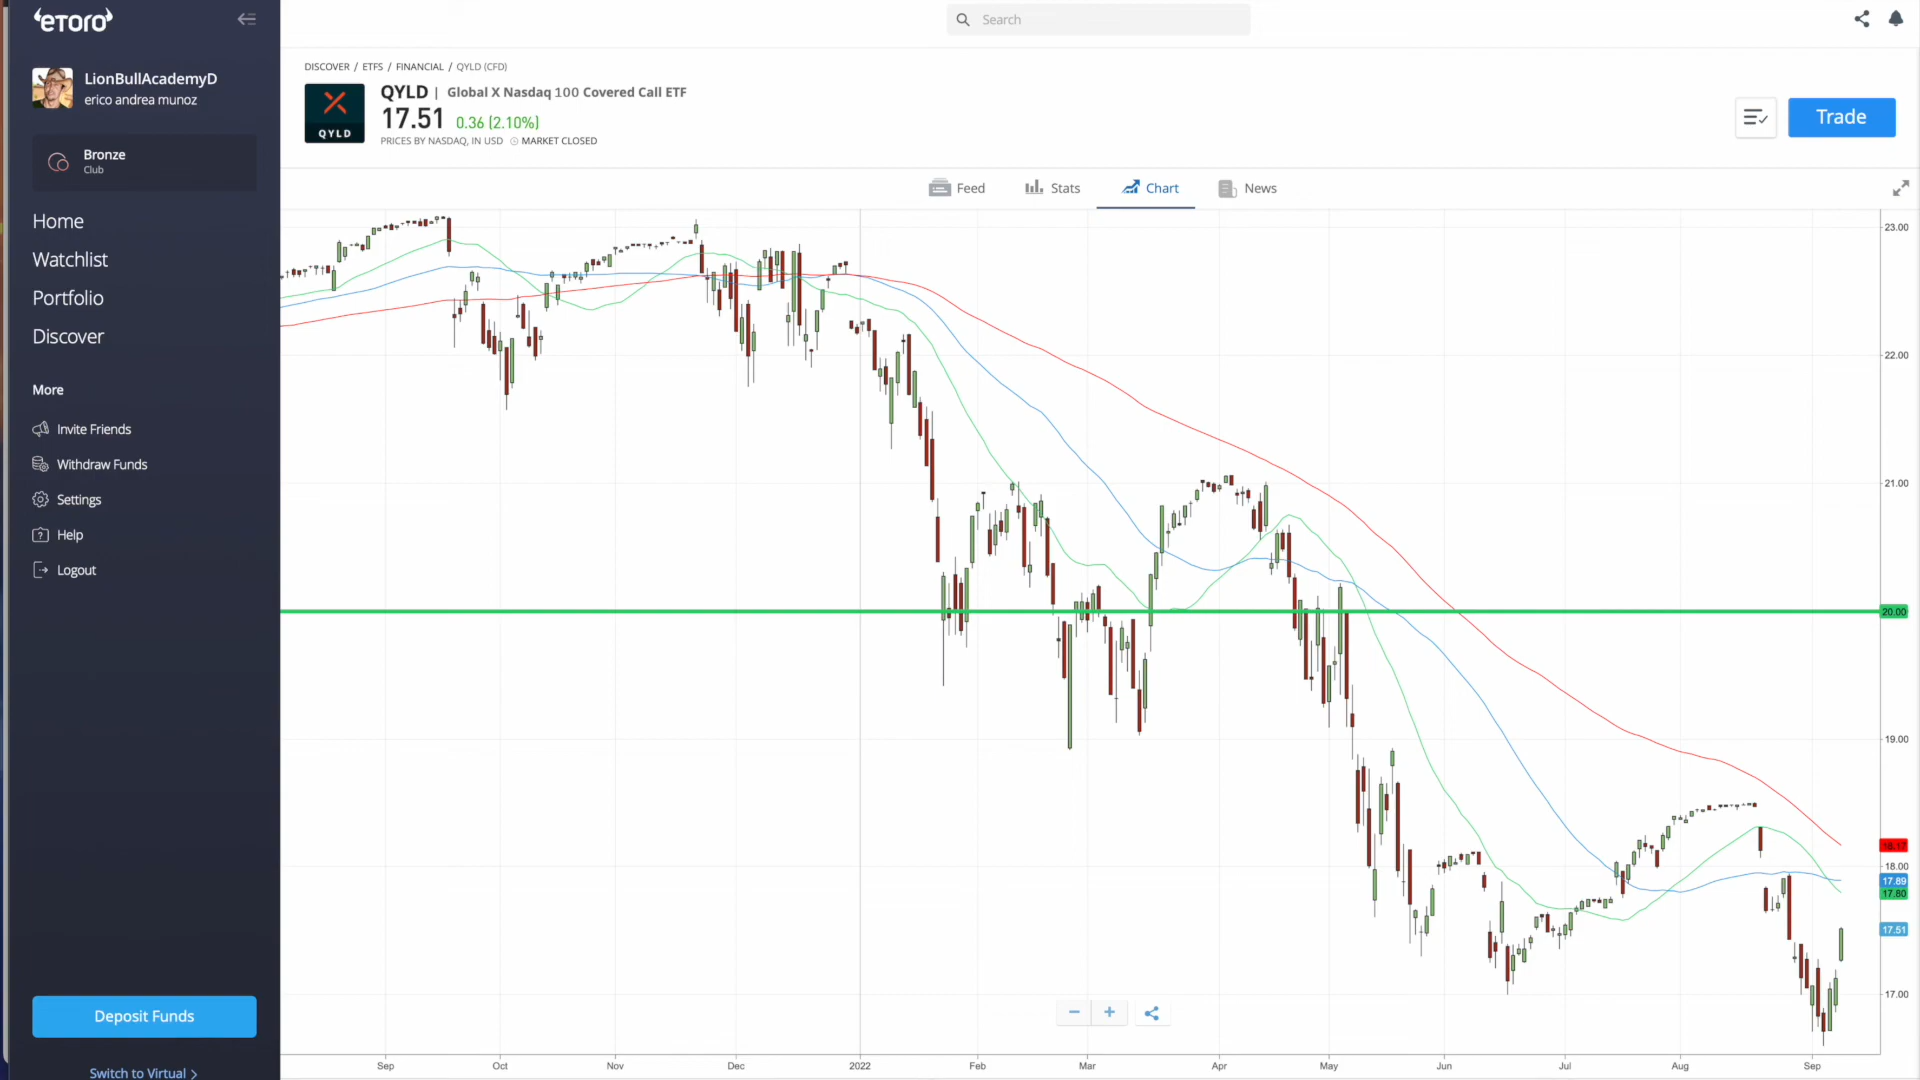 eToro
Search
LionBullAcademyD
erico andrea munoz
Bronze
Club
Home
Watchlist
Portfolio
Discover
More
Invite Friends
Withdraw Funds
Settings
Help
Logout
Deposit Funds
Switch to Virtual >
DISCOVER / ETFS / FINANCIAL / QYLD (CFD)
QYLD
QYLD | Global X Nasdaq 100 Covered Call ETF
17.51 0.36 (2.10%)
PRICES BY NASDAQ, IN USD MARKET CLOSED
Trade
Feed Stats Chart News
23.00
22.00
21.00
20.00
19.00
18.17
18.00
17.89
17.80
17.51
17.00
Sep Oct Nov Dec 2022 Feb Mar Apr May Jun Jul Aug Sep